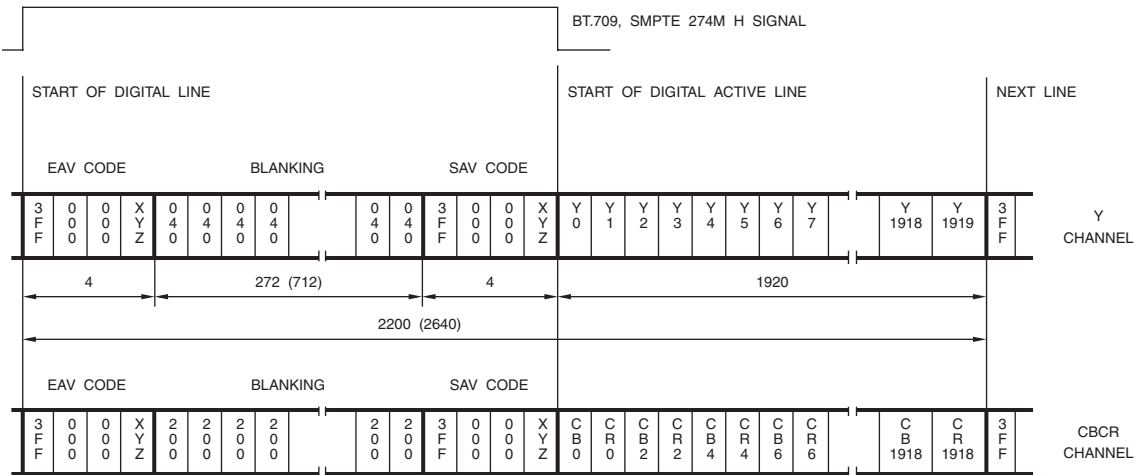 BT.709, SMPTE 274M H SIGNAL
START OF DIGITAL LINE
START OF DIGITAL ACTIVE LINE
NEXT LINE
EAV CODE
BLANKING
SAV CODE
3FF 000 000 XYZ 040 040 040 040 040 040 3FF 000 000 XYZ Y0 Y1 Y2 Y3 Y4 Y5 Y6 Y7 Y1918 Y1919 3FF
Y CHANNEL
4
272 (712)
4
1920
2200 (2640)
EAV CODE
BLANKING
SAV CODE
3FF 000 000 XYZ 200 200 200 200 200 200 3FF 000 000 XYZ CB0 CR0 CB2 CR2 CB4 CR4 CB6 CR6 CB1918 CR1918 3FF
CBCR CHANNEL